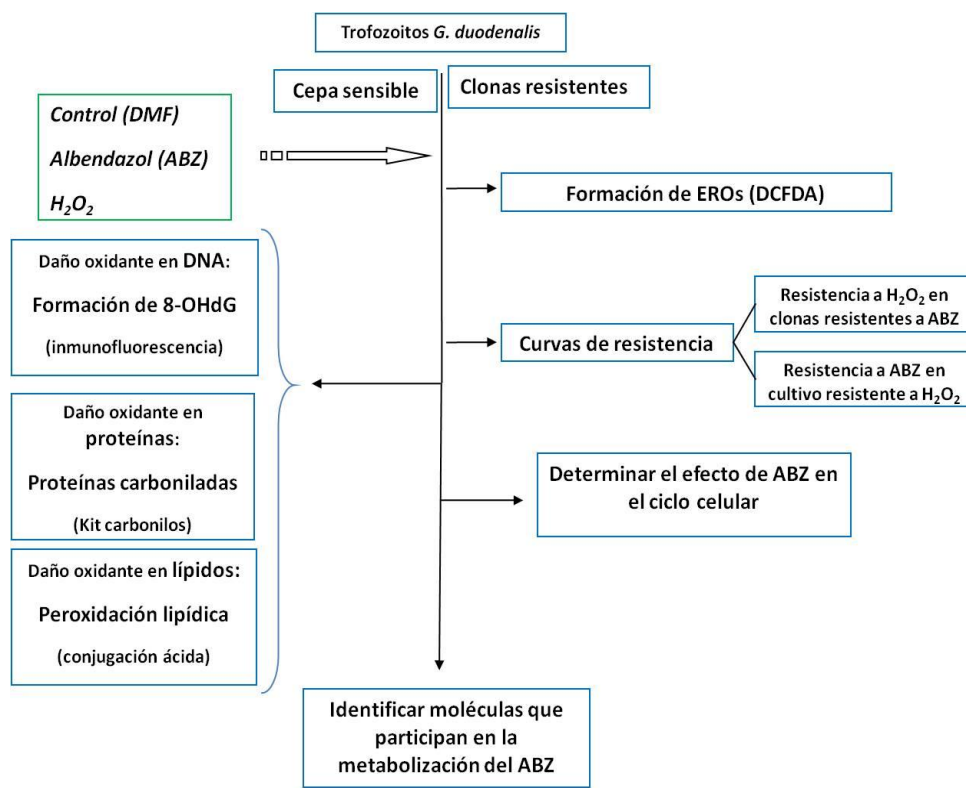 Trofozoitos G. duodenalis
Cepa sensible
Clonas resistentes
Control (DMF)
Albendazol (ABZ)
H₂O₂
Formación de EROs (DCFDA)
Daño oxidante en DNA:
Formación de 8-OHdG
(inmunofluorescencia)
Curvas de resistencia
Resistencia a H₂O₂ en
clonas resistentes a ABZ
Resistencia a ABZ en
cultivo resistente a H₂O₂
Daño oxidante en
proteínas:
Proteínas carboniladas
(Kit carbonilos)
Determinar el efecto de ABZ en
el ciclo celular
Daño oxidante en lípidos:
Peroxidación lipídica
(conjugación ácida)
Identificar moléculas que
participan en la
metabolización del ABZ